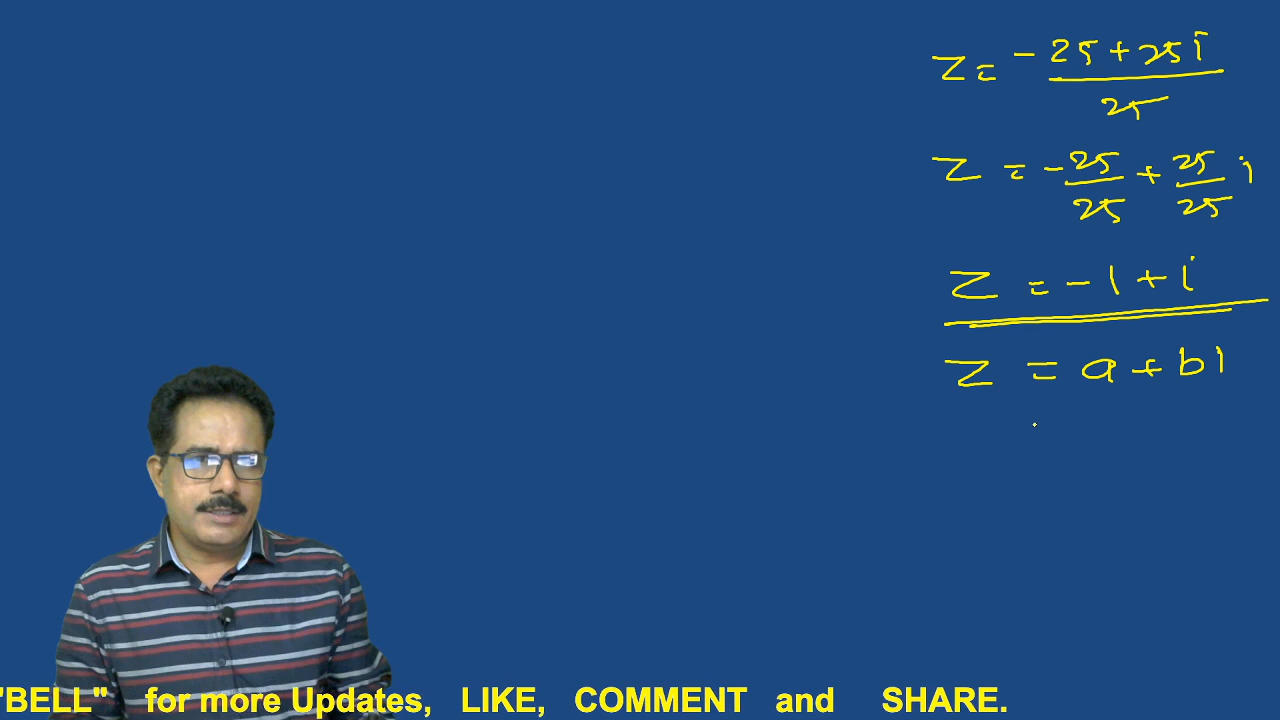 z = -25 + 25i / 25
z = -25/25 + 25/25 i
z = -1 + i
z = a + bi
"BELL" for more Updates, LIKE, COMMENT and SHARE.